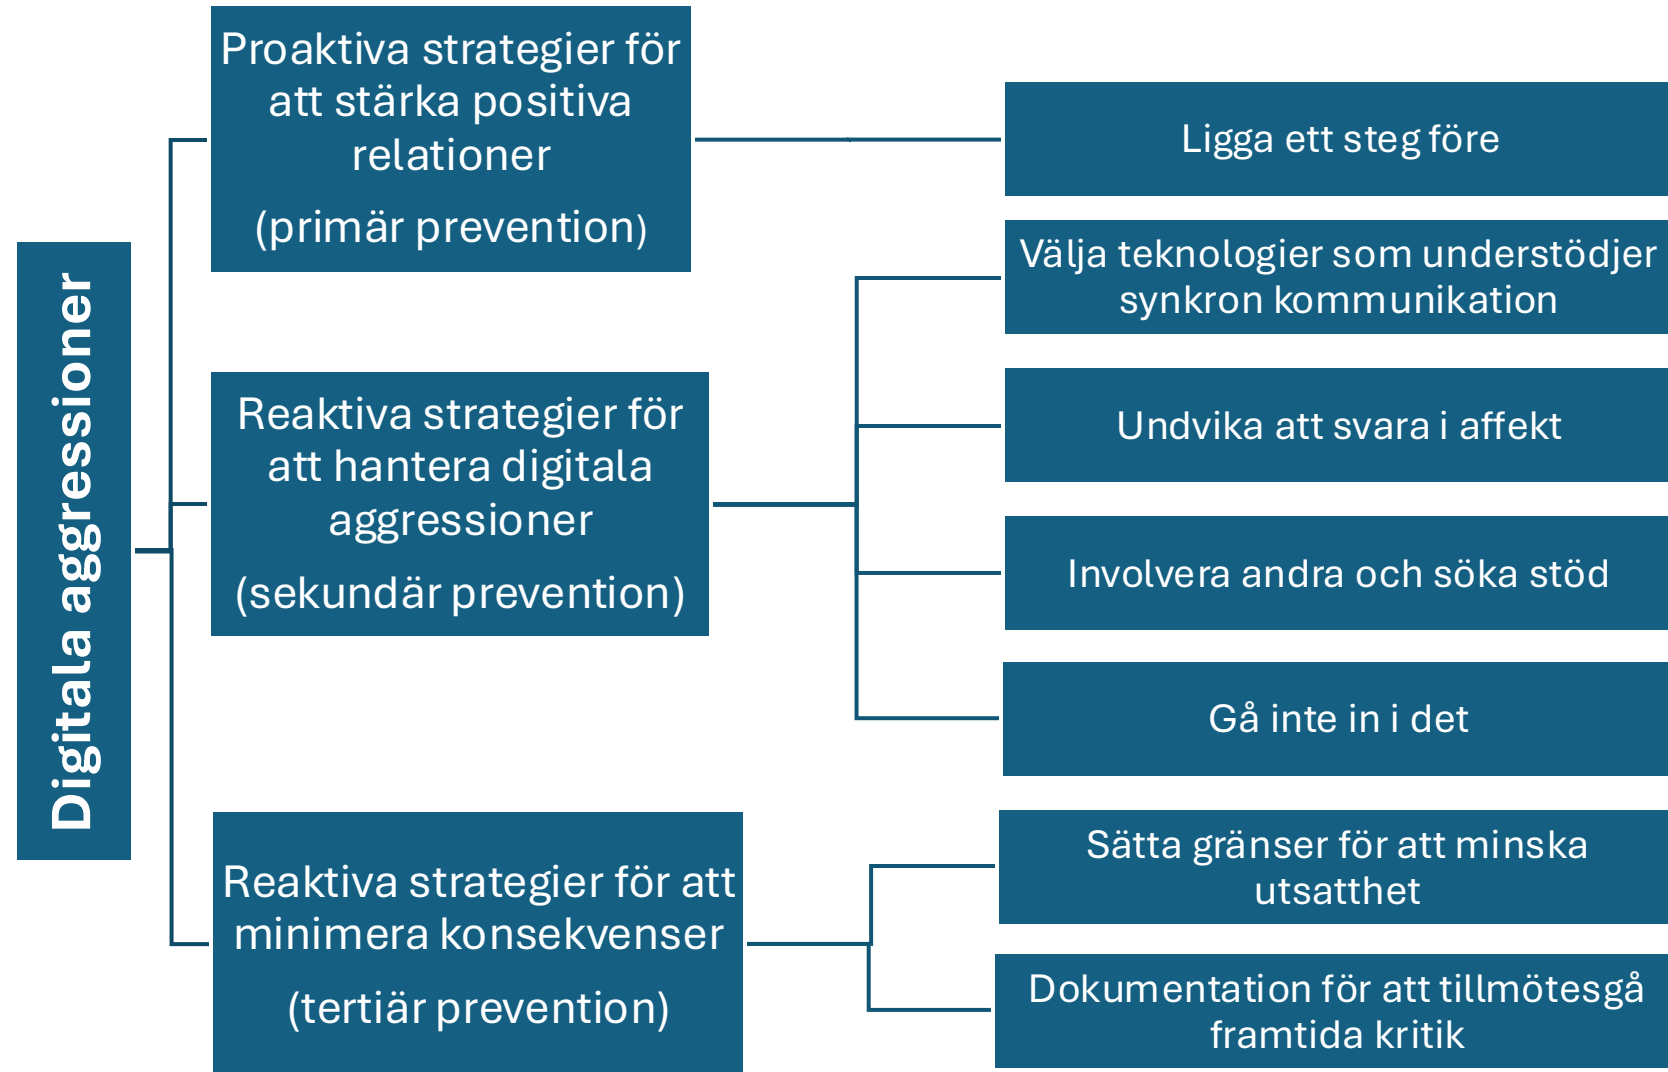 Digitala aggressioner
Proaktiva strategier för
att stärka positiva
relationer
(primär prevention)
Ligga ett steg före
Reaktiva strategier för
att hantera digitala
aggressioner
(sekundär prevention)
Välja teknologier som understödjer
synkron kommunikation
Undvika att svara i affekt
Involvera andra och söka stöd
Gå inte in i det
Reaktiva strategier för att
minimera konsekvenser
(tertiär prevention)
Sätta gränser för att minska
utsatthet
Dokumentation för att tillmötesgå
framtida kritik